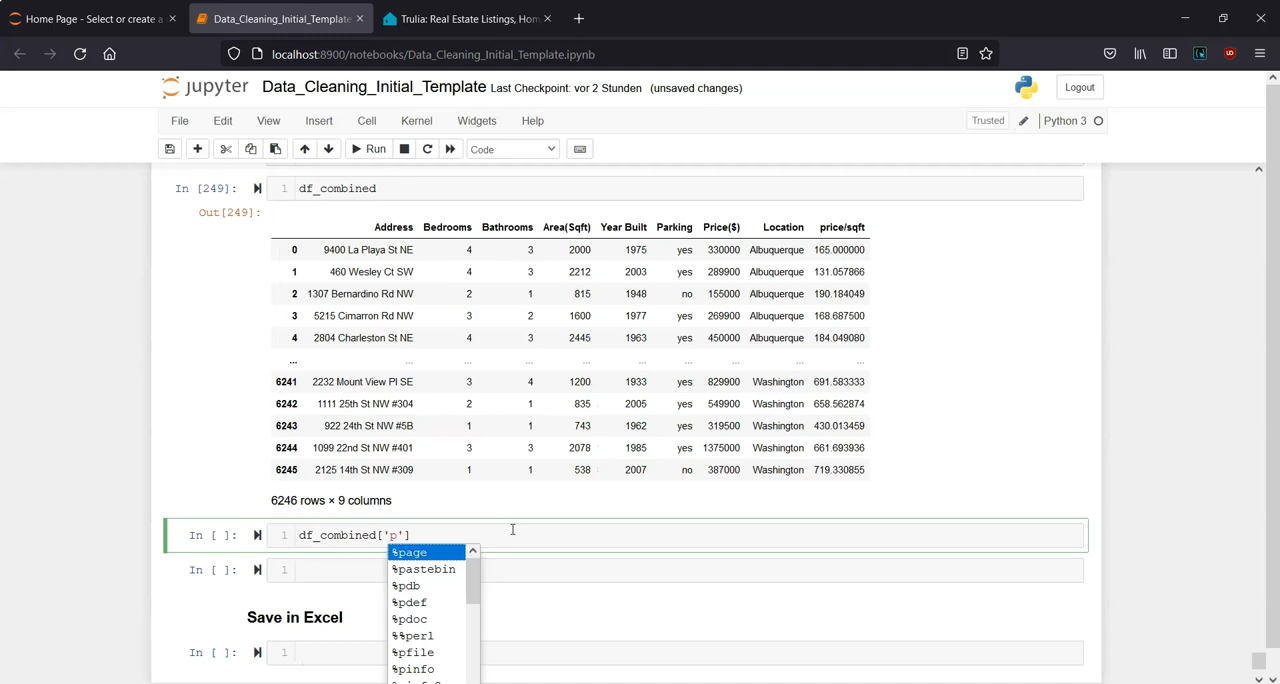 Home Page - Select or create a
Data_Cleaning_Initial_Template
Trulia: Real Estate Listings, Hom
localhost:8900/notebooks/Data_Cleaning_Initial_Template.ipynb
jupyter Data_Cleaning_Initial_Template Last Checkpoint: vor 2 Stunden (unsaved changes) Logout
File Edit View Insert Cell Kernel Widgets Help Trusted Python 3
Run Code
In [249]: 1 df_combined
Out[249]:
Address Bedrooms Bathrooms Area(Sqft) Year Built Parking Price($) Location price/sqft
0 9400 La Playa St NE 4 3 2000 1975 yes 330000 Albuquerque 165.000000
1 460 Wesley Ct SW 4 3 2212 2003 yes 289900 Albuquerque 131.057866
2 1307 Bernardino Rd NW 2 1 815 1948 no 155000 Albuquerque 190.184049
3 5215 Cimarron Rd NW 3 2 1600 1977 yes 269900 Albuquerque 168.687500
4 2804 Charleston St NE 4 3 2445 1963 yes 450000 Albuquerque 184.049080
... ... ... ... ... ... ... ... ... ...
6241 2232 Mount View Pl SE 3 4 1200 1933 yes 829900 Washington 691.583333
6242 1111 25th St NW #304 2 1 835 2005 yes 549900 Washington 658.562874
6243 922 24th St NW #5B 1 1 743 1962 yes 319500 Washington 430.013459
6244 1099 22nd St NW #401 3 3 2078 1985 yes 1375000 Washington 661.693936
6245 2125 14th St NW #309 1 1 538 2007 no 387000 Washington 719.330855
6246 rows × 9 columns
In [ ]: 1 df_combined['p']
%page
%pastebin
%pdb
%pdef
%pdoc
%%perl
%pfile
%pinfo
In [ ]: 1
Save in Excel
In [ ]: 1